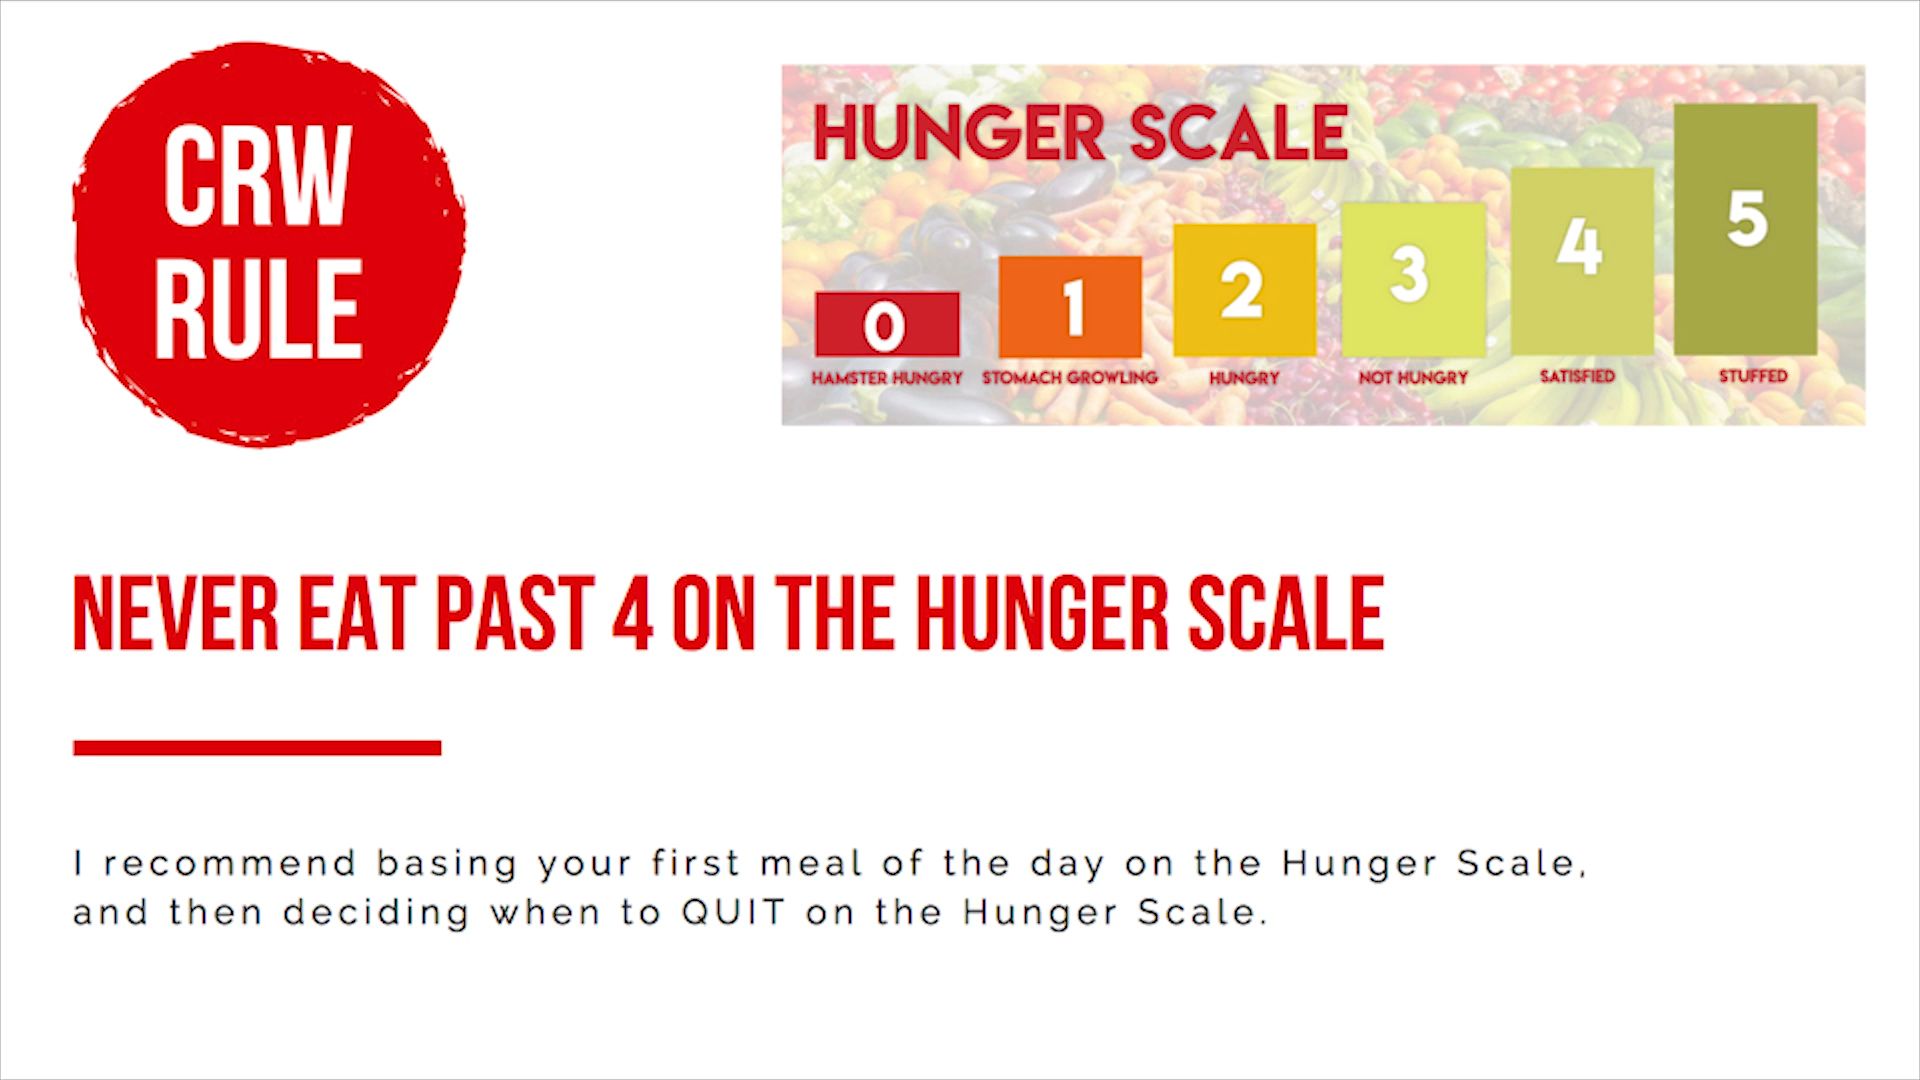 CRW
RULE
HUNGER SCALE
0
1
2
3
4
5
HAMSTER HUNGRY
STOMACH GROWLING
HUNGRY
NOT HUNGRY
SATISFIED
STUFFED
NEVER EAT PAST 4 ON THE HUNGER SCALE
I recommend basing your first meal of the day on the Hunger Scale,
and then deciding when to QUIT on the Hunger Scale.